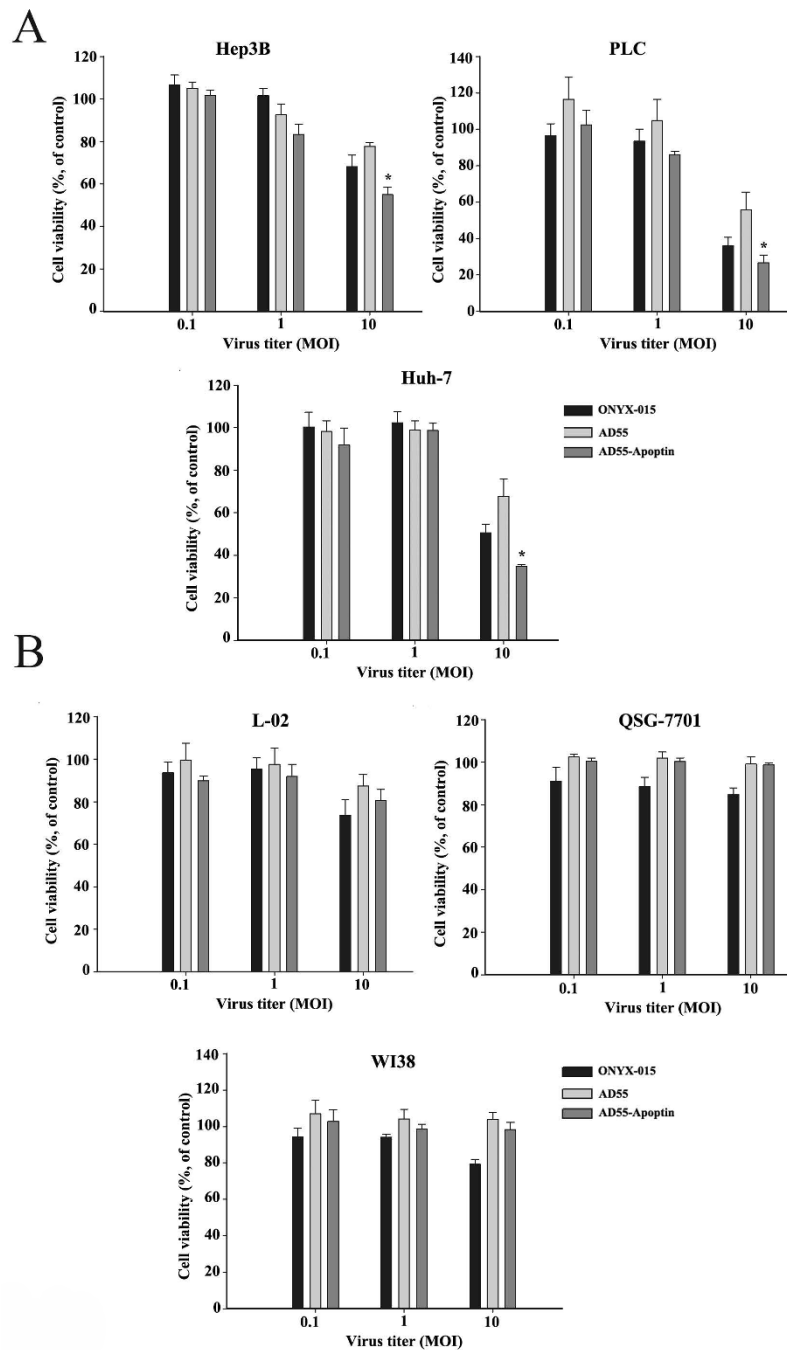 A
Hep3B
Cell viability (%, of control)
120
100
80
60
40
20
0
*
0.1 1 10
Virus titer (MOI)
PLC
Cell viability (%, of control)
140
120
100
80
60
40
20
0
*
0.1 1 10
Virus titer (MOI)
Huh-7
Cell viability (%, of control)
120
100
80
60
40
20
0
*
0.1 1 10
Virus titer (MOI)
ONYX-015
AD55
AD55-Apoptin
B
L-02
Cell viability (%, of control)
120
100
80
60
40
20
0
0.1 1 10
Virus titer (MOI)
QSG-7701
Cell viability (%, of control)
120
100
80
60
40
20
0
0.1 1 10
Virus titer (MOI)
WI38
Cell viability (%, of control)
140
120
100
80
60
40
20
0
0.1 1 10
Virus titer (MOI)
ONYX-015
AD55
AD55-Apoptin